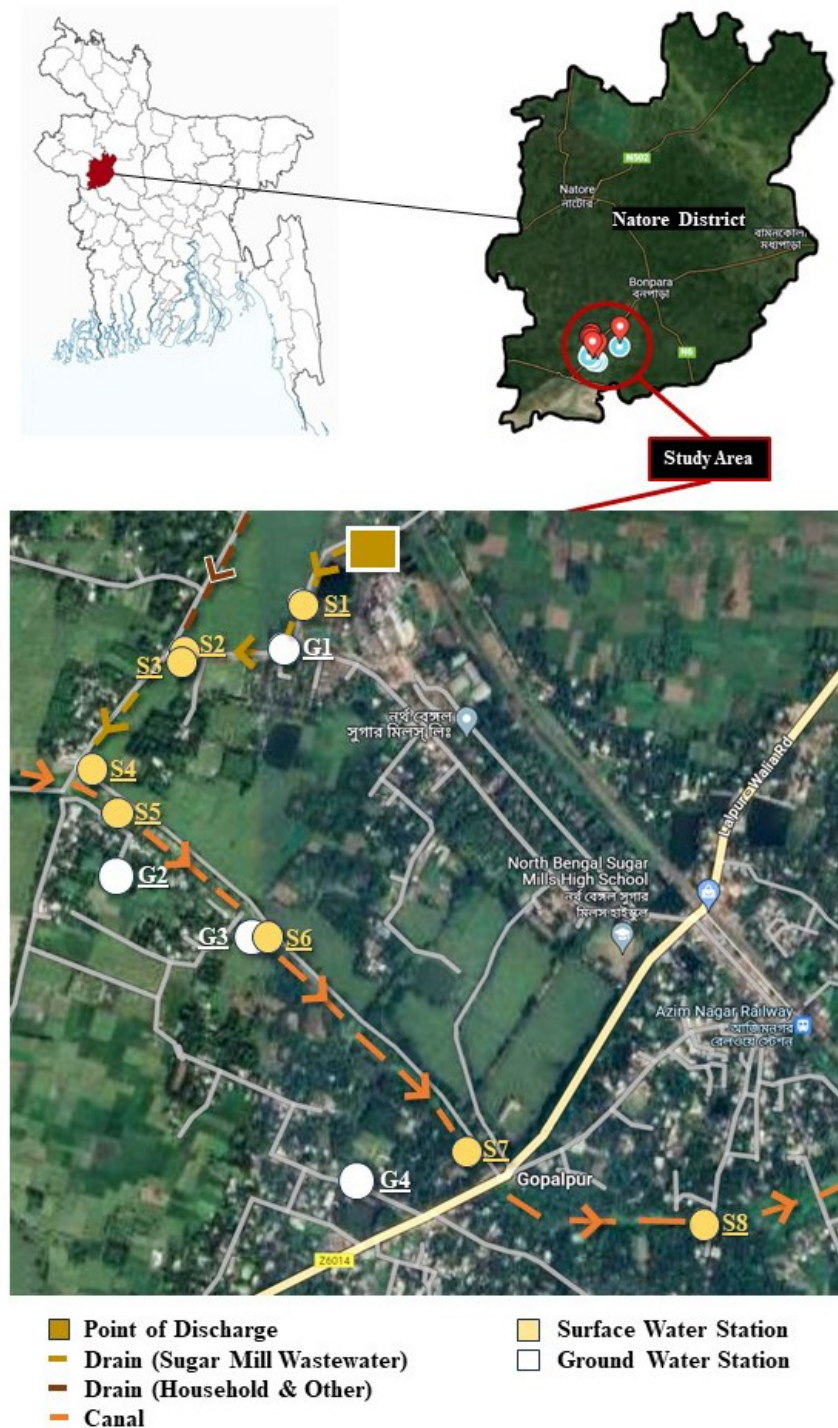 N502
Natore
নাটোর
Natore District
বামনকোলা
মধ্যপাড়া
Bonpara
বনপাড়া
N6
Study Area
S1
S2
G1
S3
নর্থ বেঙ্গল
সুগার মিলস্ লিঃ
S4
Lalpur - Walia Rd
S5
G2
North Bengal Sugar
Mills High School
নর্থ বেঙ্গল সুগার
মিলস হাইস্কুল
G3
S6
Azim Nagar Railway
আজিমনগর
রেলওয়ে স্টেশন
S7
G4
Gopalpur
S8
Z6014
Point of Discharge
Surface Water Station
Drain (Sugar Mill Wastewater)
Ground Water Station
Drain (Household & Other)
Canal